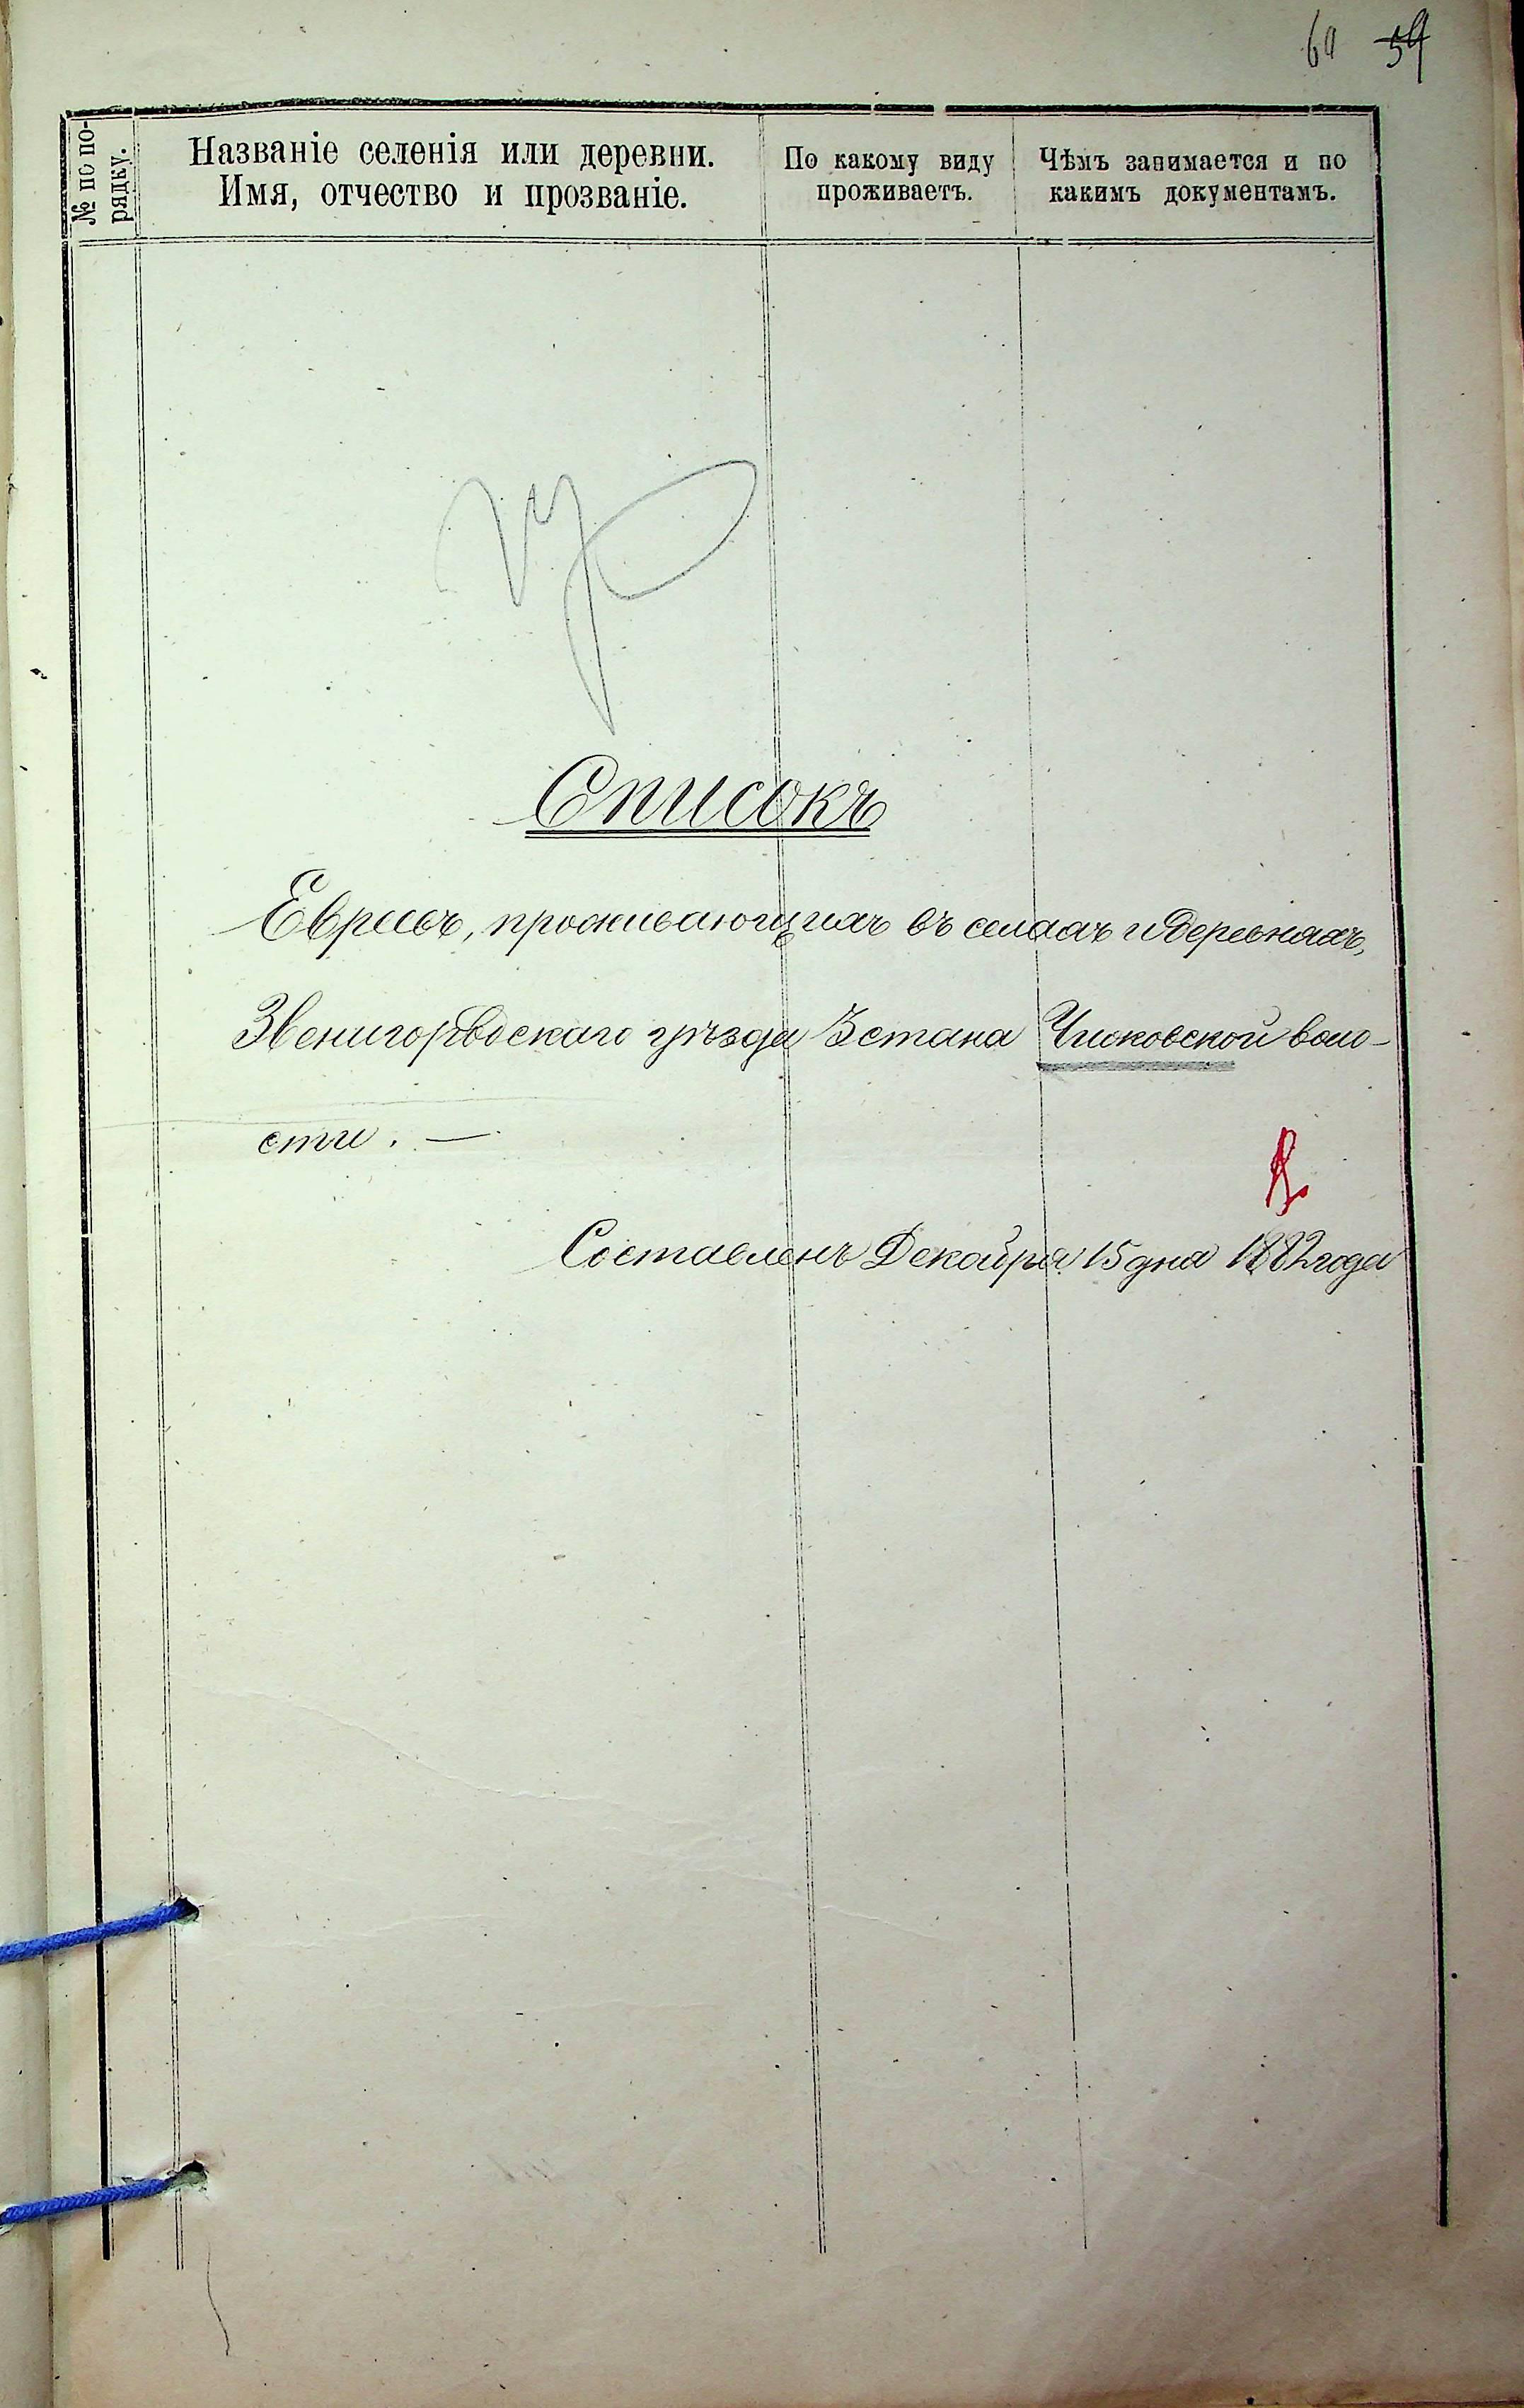 60 59
№ по по-
рядку.
Названіе селенія или деревни.
Имя, отчество и прозваніе.
По какому виду
проживаетъ.
Чѣмъ занимается и по
какимъ документамъ.
Списокъ
Евреевъ, проживающихъ въ селахъ и деревняхъ,
Звенигородскаго уѣзда 3 стана Чижовской воло-
сти. —
Составленъ Декабря 15 дня 1882 года